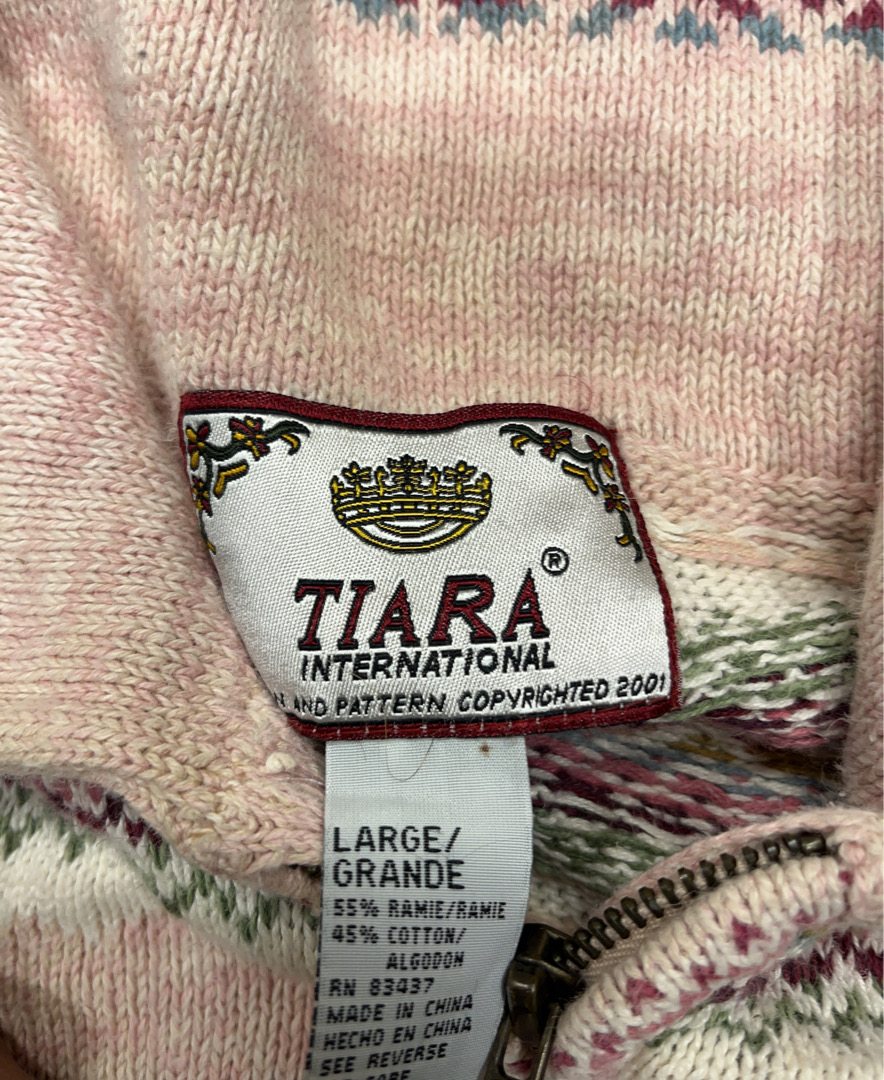 TIARA®
INTERNATIONAL
AND PATTERN COPYRIGHTED 2001
LARGE/
GRANDE
55% RAMIE/RAMIE
45% COTTON/
ALGODON
RN 83437
MADE IN CHINA
HECHO EN CHINA
SEE REVERSE